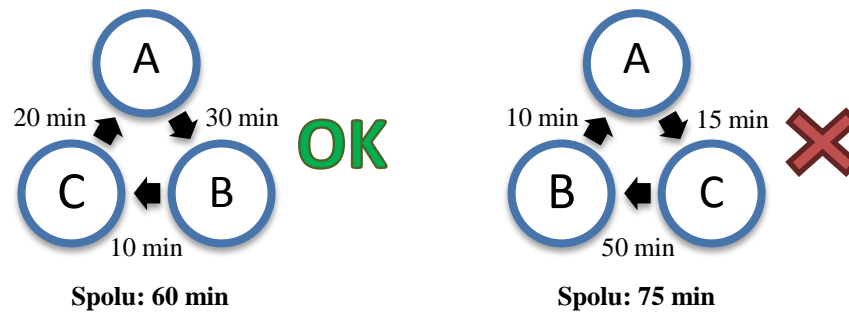 A
20 min
30 min
OK
C
B
10 min
Spolu: 60 min
A
10 min
15 min
B
C
50 min
Spolu: 75 min